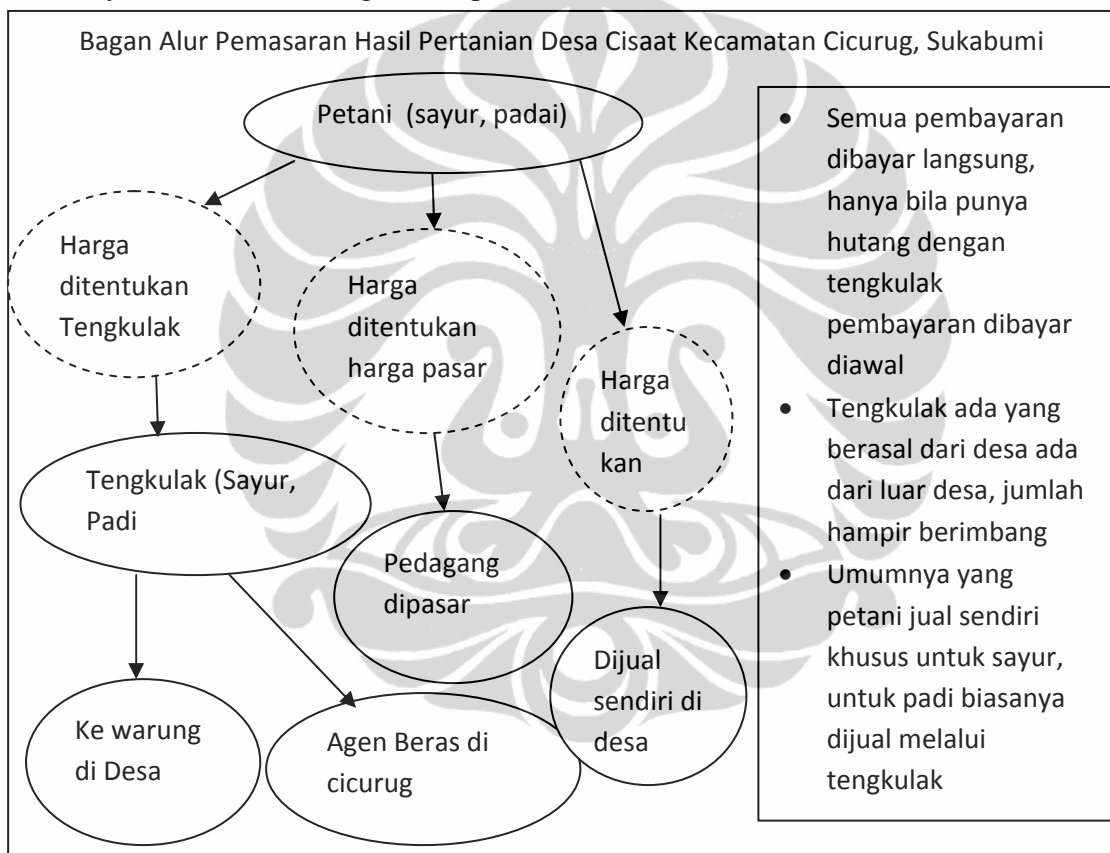 Bagan Alur Pemasaran Hasil Pertanian Desa Cisaat Kecamatan Cicurug, Sukabumi
Petani (sayur, padai)
Harga
ditentukan
Tengkulak
Harga
ditentukan
harga pasar
Harga
ditentu
kan
Tengkulak (Sayur,
Padi
Pedagang
dipasar
Dijual
sendiri di
desa
Ke warung
di Desa
Agen Beras di
cicurug
• Semua pembayaran
dibayar langsung,
hanya bila punya
hutang dengan
tengkulak
pembayaran dibayar
diawal
• Tengkulak ada yang
berasal dari desa ada
dari luar desa, jumlah
hampir berimbang
• Umumnya yang
petani jual sendiri
khusus untuk sayur,
untuk padi biasanya
dijual melalui
tengkulak